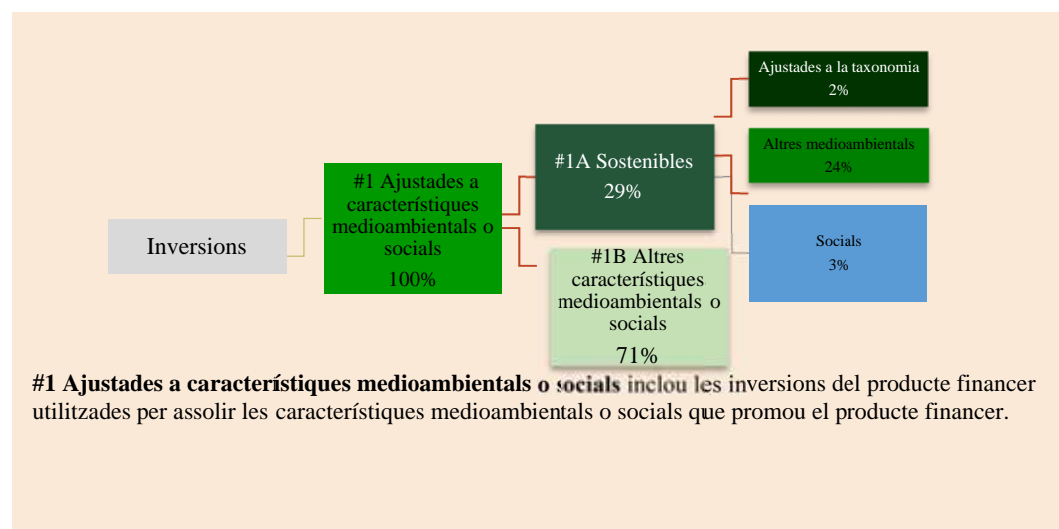 Inversions
#1 Ajustades a
característiques
medioambientals o
socials
100%
#1A Sostenibles
29%
#1B Altres
característiques
medioambientals o
socials
71%
Ajustades a la taxonomia
2%
Altres medioambientals
24%
Socials
3%
#1 Ajustades a característiques medioambientals o socials inclou les inversions del producte financer
utilitzades per assolir les característiques medioambientals o socials que promou el producte financer.